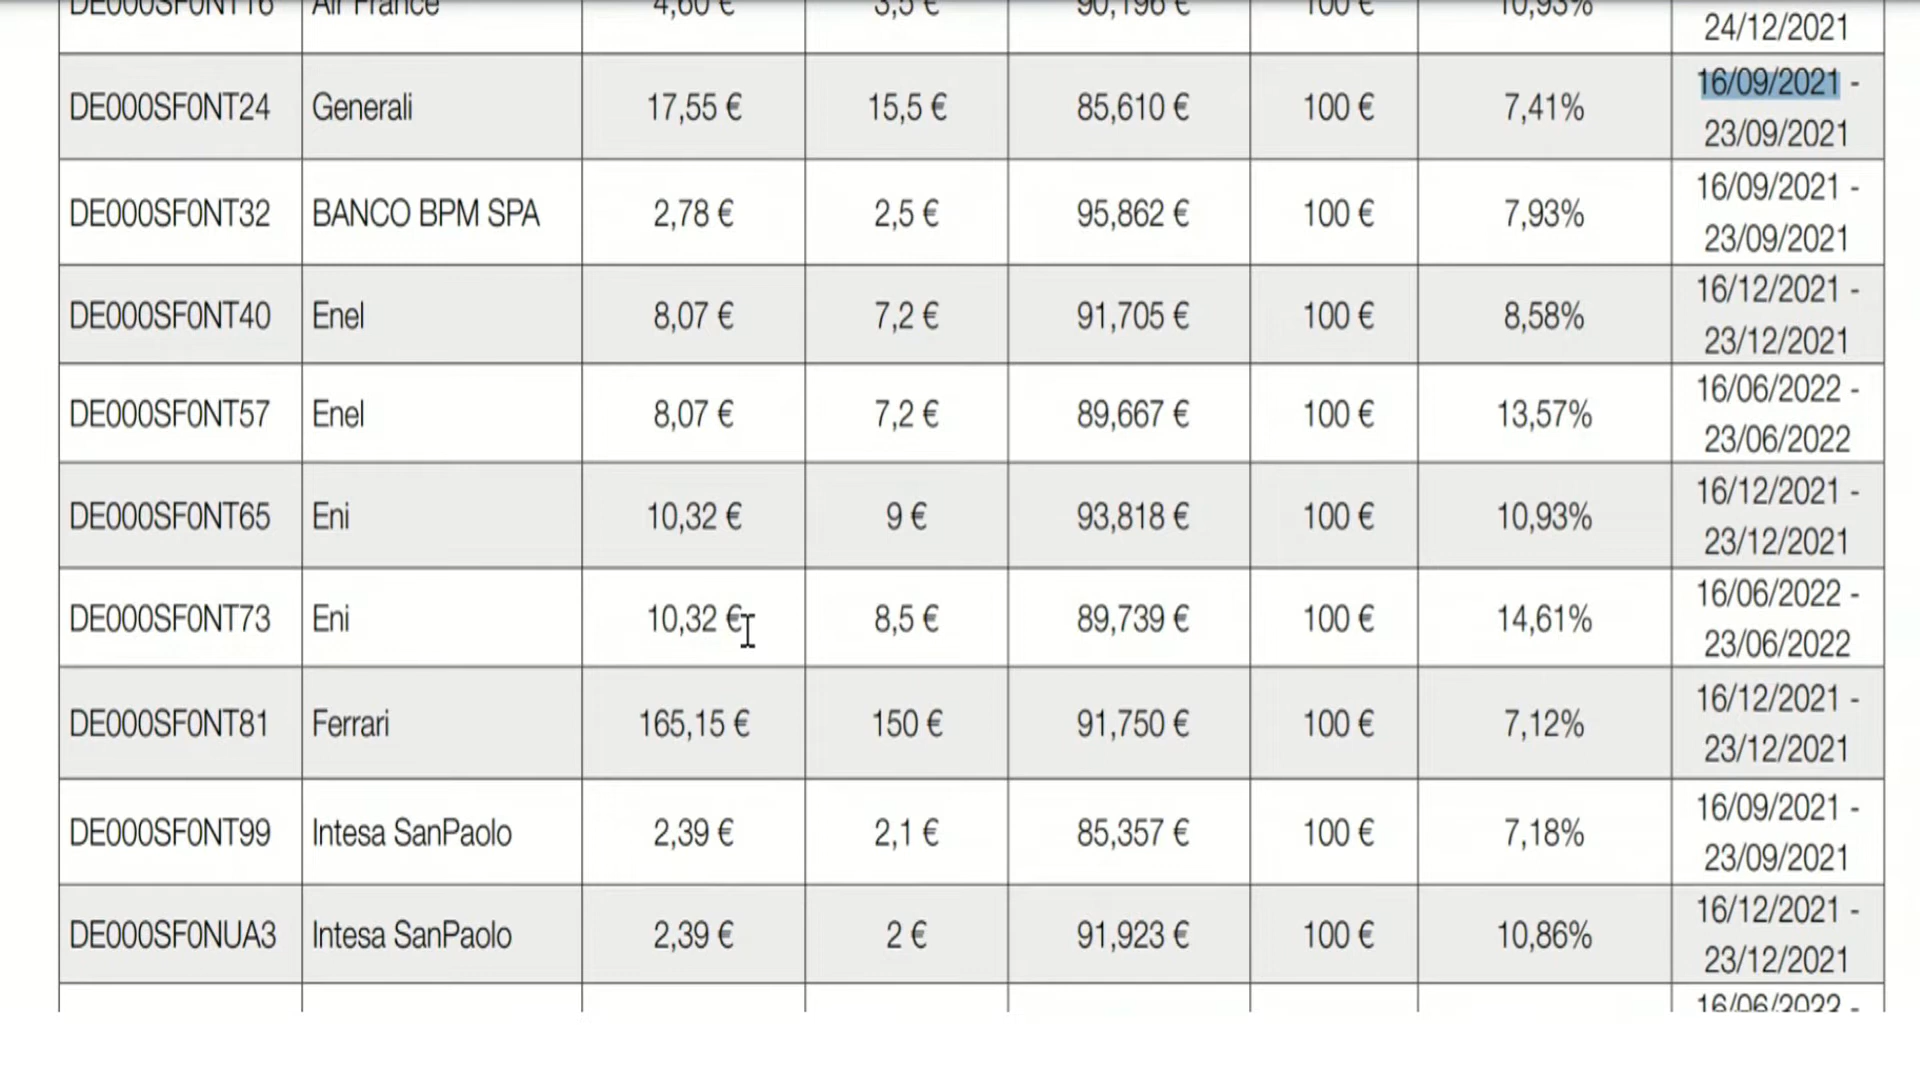 DE000SF0NT16 Air France 4,60 € 3,5 € 90,196 € 100 € 10,93%
24/12/2021
DE000SF0NT24 Generali 17,55 € 15,5 € 85,610 € 100 € 7,41% 16/09/2021 -
23/09/2021
DE000SF0NT32 BANCO BPM SPA 2,78 € 2,5 € 95,862 € 100 € 7,93% 16/09/2021 -
23/09/2021
DE000SF0NT40 Enel 8,07 € 7,2 € 91,705 € 100 € 8,58% 16/12/2021 -
23/12/2021
DE000SF0NT57 Enel 8,07 € 7,2 € 89,667 € 100 € 13,57% 16/06/2022 -
23/06/2022
DE000SF0NT65 Eni 10,32 € 9 € 93,818 € 100 € 10,93% 16/12/2021 -
23/12/2021
DE000SF0NT73 Eni 10,32 € 8,5 € 89,739 € 100 € 14,61% 16/06/2022 -
23/06/2022
DE000SF0NT81 Ferrari 165,15 € 150 € 91,750 € 100 € 7,12% 16/12/2021 -
23/12/2021
DE000SF0NT99 Intesa SanPaolo 2,39 € 2,1 € 85,357 € 100 € 7,18% 16/09/2021 -
23/09/2021
DE000SF0NUA3 Intesa SanPaolo 2,39 € 2 € 91,923 € 100 € 10,86% 16/12/2021 -
23/12/2021
16/06/2022 -